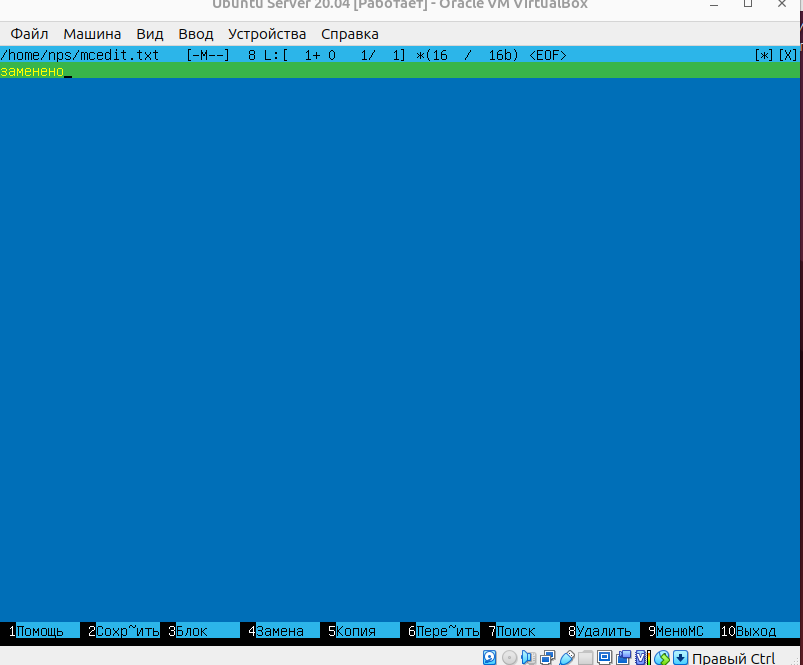 Ubuntu Server 20.04 [Работает] - Oracle VM VirtualBox
Файл Машина Вид Ввод Устройства Справка
/home/nps/mcedit.txt [-M--] 8 L:[ 1+ 0 1/ 1] *(16 / 16b) <EOF> [*][X]
заменено
1Помощь 2Сохр~ить 3Блок 4Замена 5Копия 6Пере~ить 7Поиск 8Удалить 9МенюMC 10Выход
Правый Ctrl